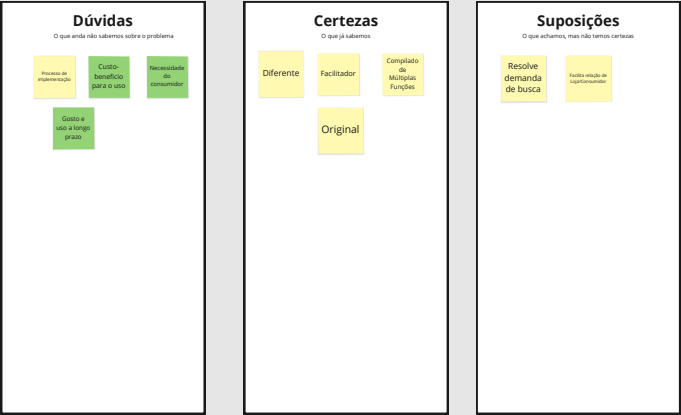 Dúvidas
O que anda não sabemos sobre o problema
Processo de
implementação
Custo-
benefício
para o uso
Necessidade
do
consumidor
Gosto e
uso a longo
prazo
Certezas
O que já sabemos
Diferente
Facilitador
Compilado
de
Múltiplas
Funções
Original
Suposições
O que achamos, mas não temos certezas
Resolve
demanda
de busca
Facilita relação de
Loja/Consumidor